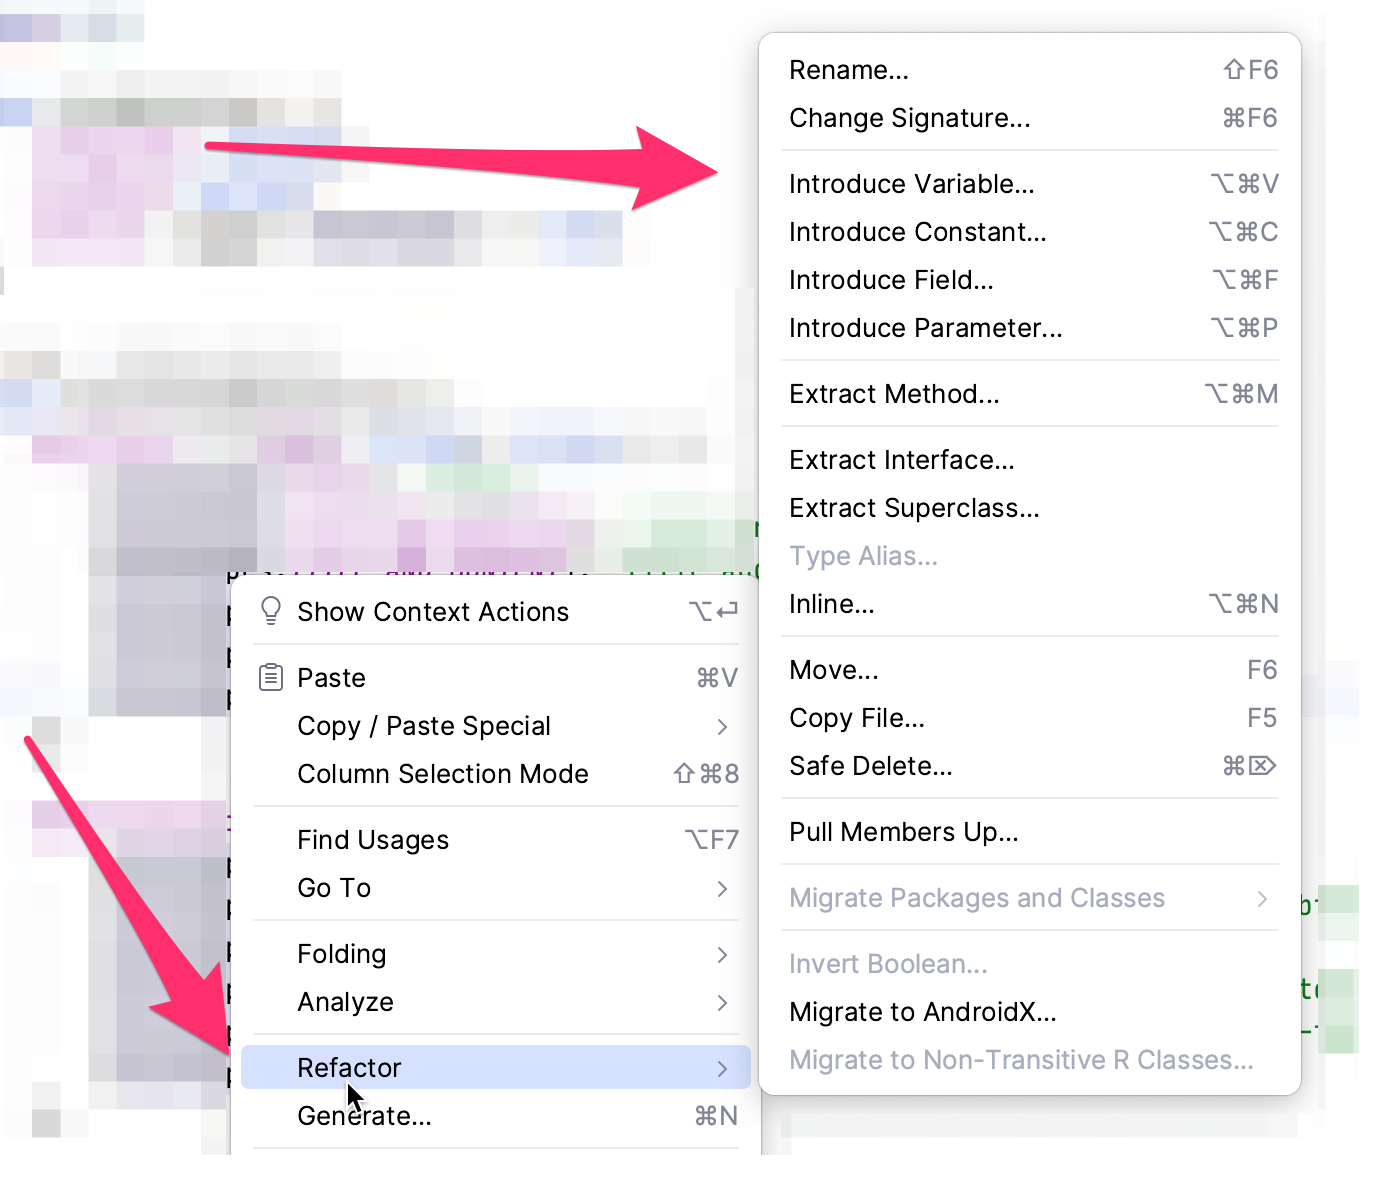 Rename... ⇧F6
Change Signature... ⌘F6
Introduce Variable... ⌥⌘V
Introduce Constant... ⌥⌘C
Introduce Field... ⌥⌘F
Introduce Parameter... ⌥⌘P
Extract Method... ⌥⌘M
Extract Interface...
Extract Superclass...
Type Alias...
Inline... ⌥⌘N
Move... F6
Copy File... F5
Safe Delete... ⌘⌦
Pull Members Up...
Migrate Packages and Classes
Invert Boolean...
Migrate to AndroidX...
Migrate to Non-Transitive R Classes...
Show Context Actions ⌥⏎
Paste ⌘V
Copy / Paste Special
Column Selection Mode ⇧⌘8
Find Usages ⌥F7
Go To
Folding
Analyze
Refactor
Generate... ⌘N